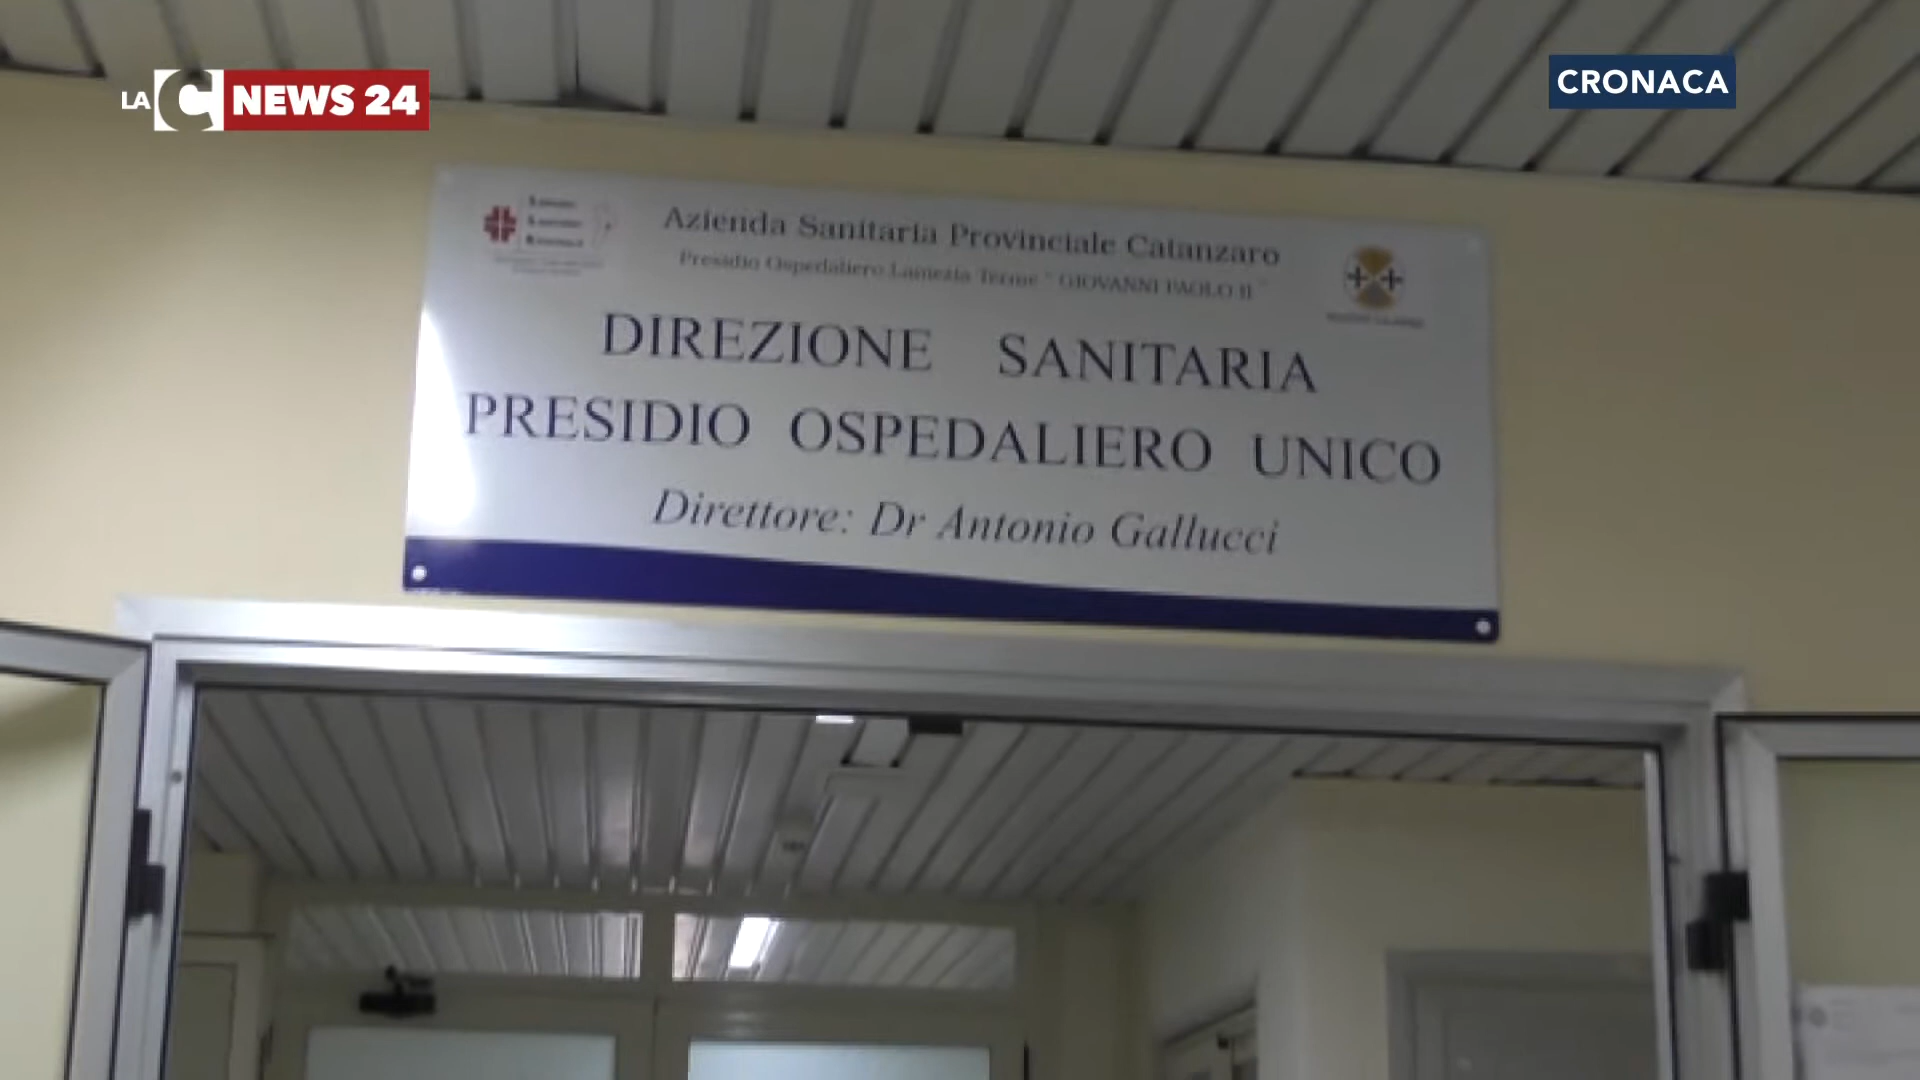 LA C NEWS 24
CRONACA
Azienda Sanitaria Provinciale Catanzaro
Presidio Ospedaliero Lamezia Terme " GIOVANNI PAOLO II "
DIREZIONE SANITARIA
PRESIDIO OSPEDALIERO UNICO
Direttore: Dr Antonio Gallucci